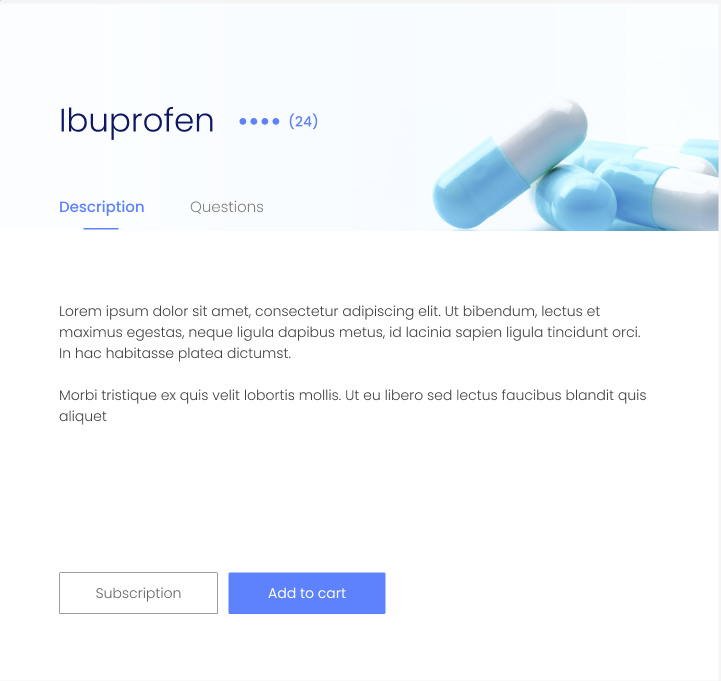 Ibuprofen
(24)
Description
Questions
Lorem ipsum dolor sit amet, consectetur adipiscing elit. Ut bibendum, lectus et
maximus egestas, neque ligula dapibus metus, id lacinia sapien ligula tincidunt orci.
In hac habitasse platea dictumst.
Morbi tristique ex quis velit lobortis mollis. Ut eu libero sed lectus faucibus blandit quis
aliquet
Subscription
Add to cart